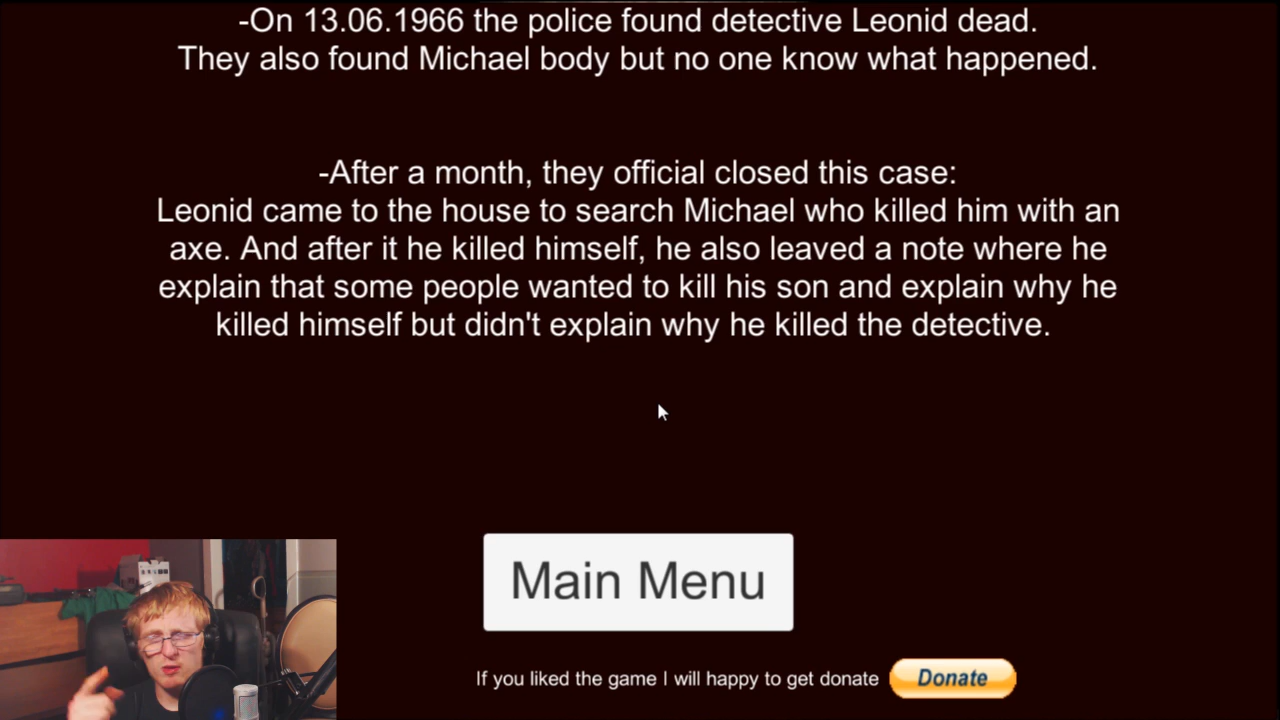 -On 13.06.1966 the police found detective Leonid dead.
They also found Michael body but no one know what happened.
-After a month, they official closed this case:
Leonid came to the house to search Michael who killed him with an
axe. And after it he killed himself, he also leaved a note where he
explain that some people wanted to kill his son and explain why he
killed himself but didn't explain why he killed the detective.
Main Menu
If you liked the game I will happy to get donate Donate